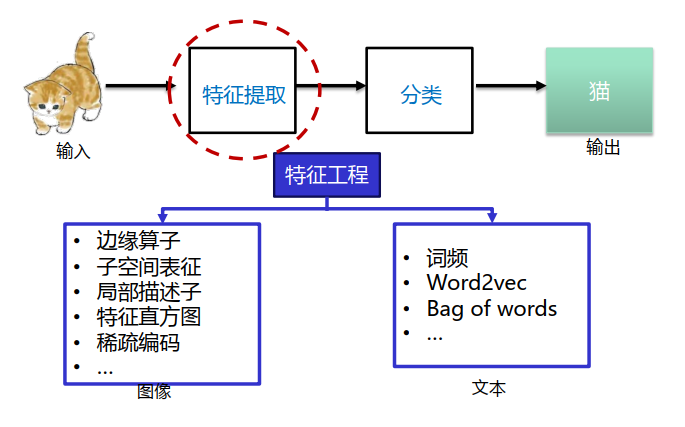 特征提取
分类
猫
输入
输出
特征工程
• 边缘算子
• 子空间表征
• 局部描述子
• 特征直方图
• 稀疏编码
• ...
图像
• 词频
• Word2vec
• Bag of words
• ...
文本